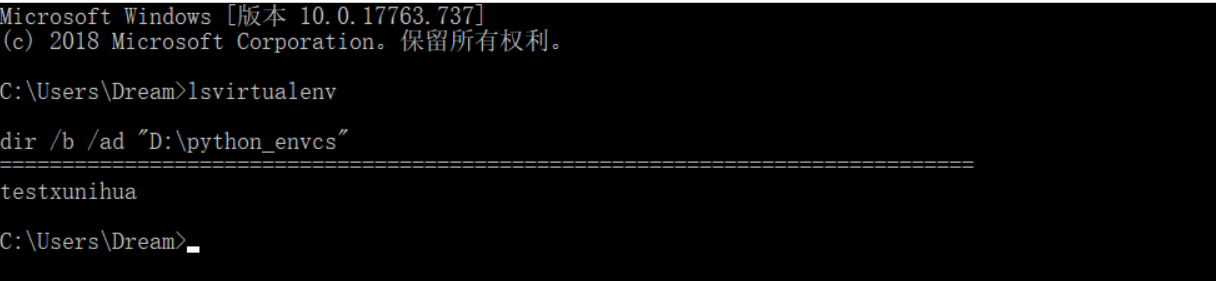 Microsoft Windows [版本 10.0.17763.737]
(c) 2018 Microsoft Corporation。保留所有权利。
C:\Users\Dream>lsvirtualenv
dir /b /ad "D:\python_envcs"
==============================================================================
testxunihua
C:\Users\Dream>